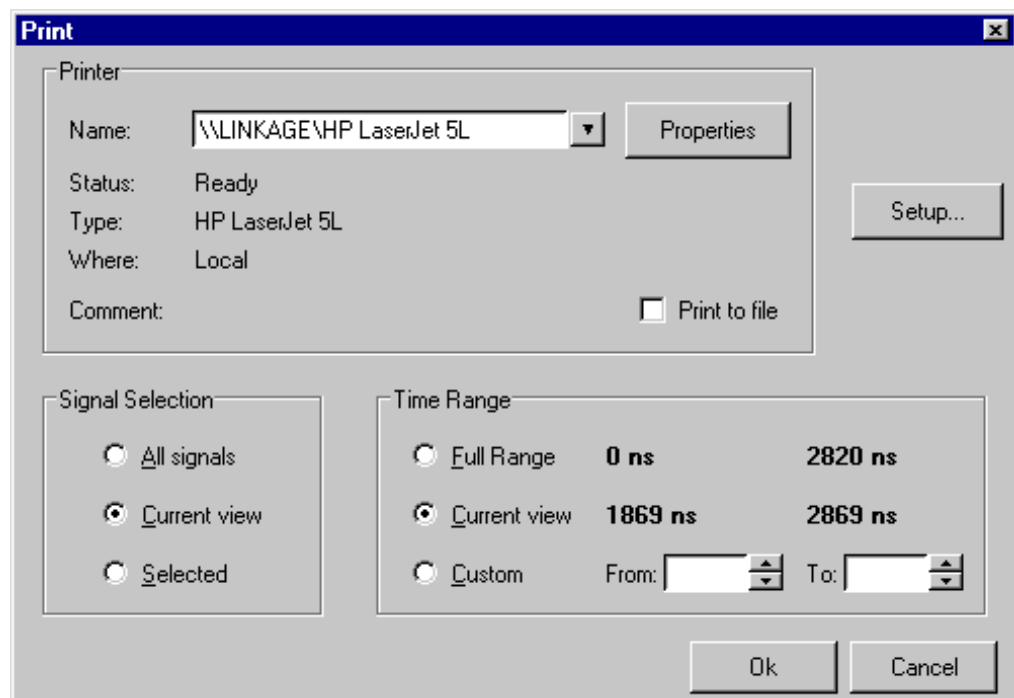 Print
Printer
Name: \\LINKAGE\HP LaserJet 5L Properties
Status: Ready
Setup...
Type: HP LaserJet 5L
Where: Local
Comment: Print to file
Signal Selection
All signals
Current view
Selected
Time Range
Full Range 0 ns 2820 ns
Current view 1869 ns 2869 ns
Custom From: To:
Ok Cancel